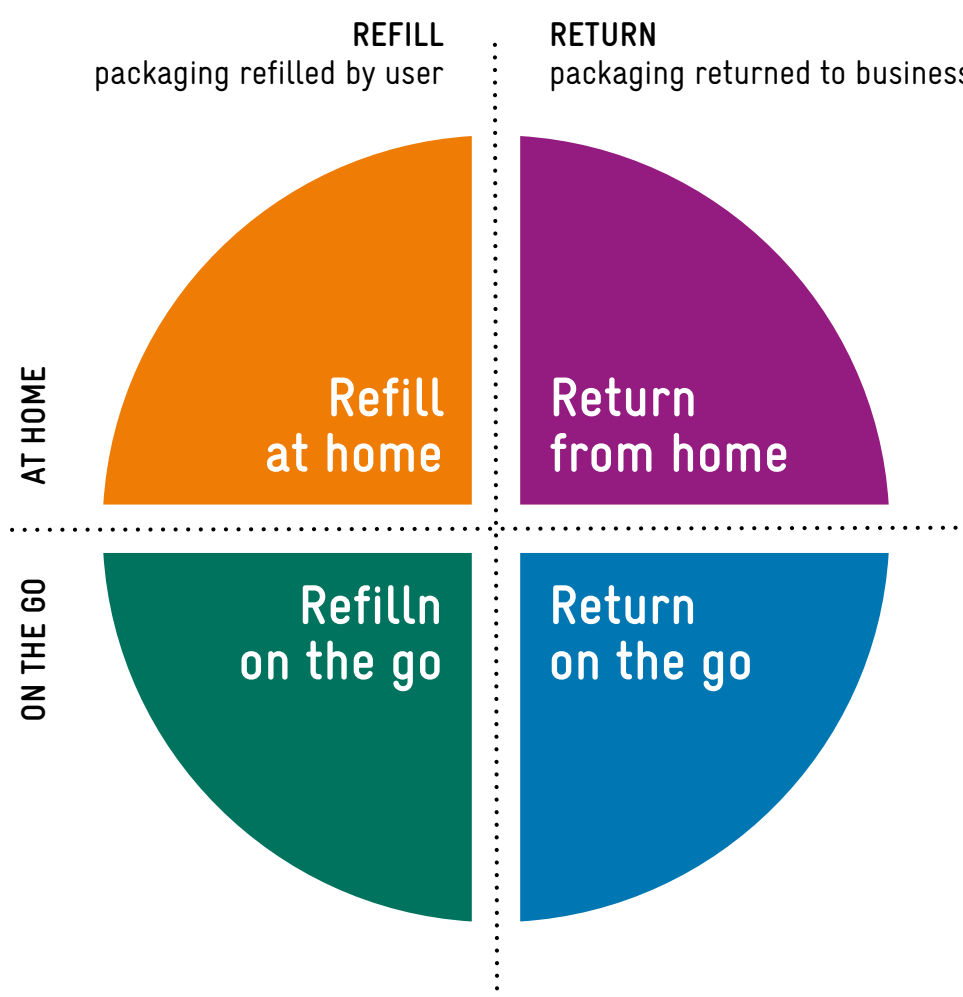 REFILL
packaging refilled by user
RETURN
packaging returned to business
AT HOME
Refill
at home
Return
from home
ON THE GO
Refilln
on the go
Return
on the go